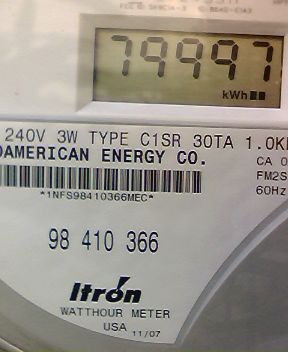 79997
kWh
240V 3W TYPE C1SR 30TA 1.0K
AMERICAN ENERGY CO.
CA 0
FM2S
60Hz
*1NFS98410366MEC*
98 410 366
Itron
WATTHOUR METER
USA 11/07